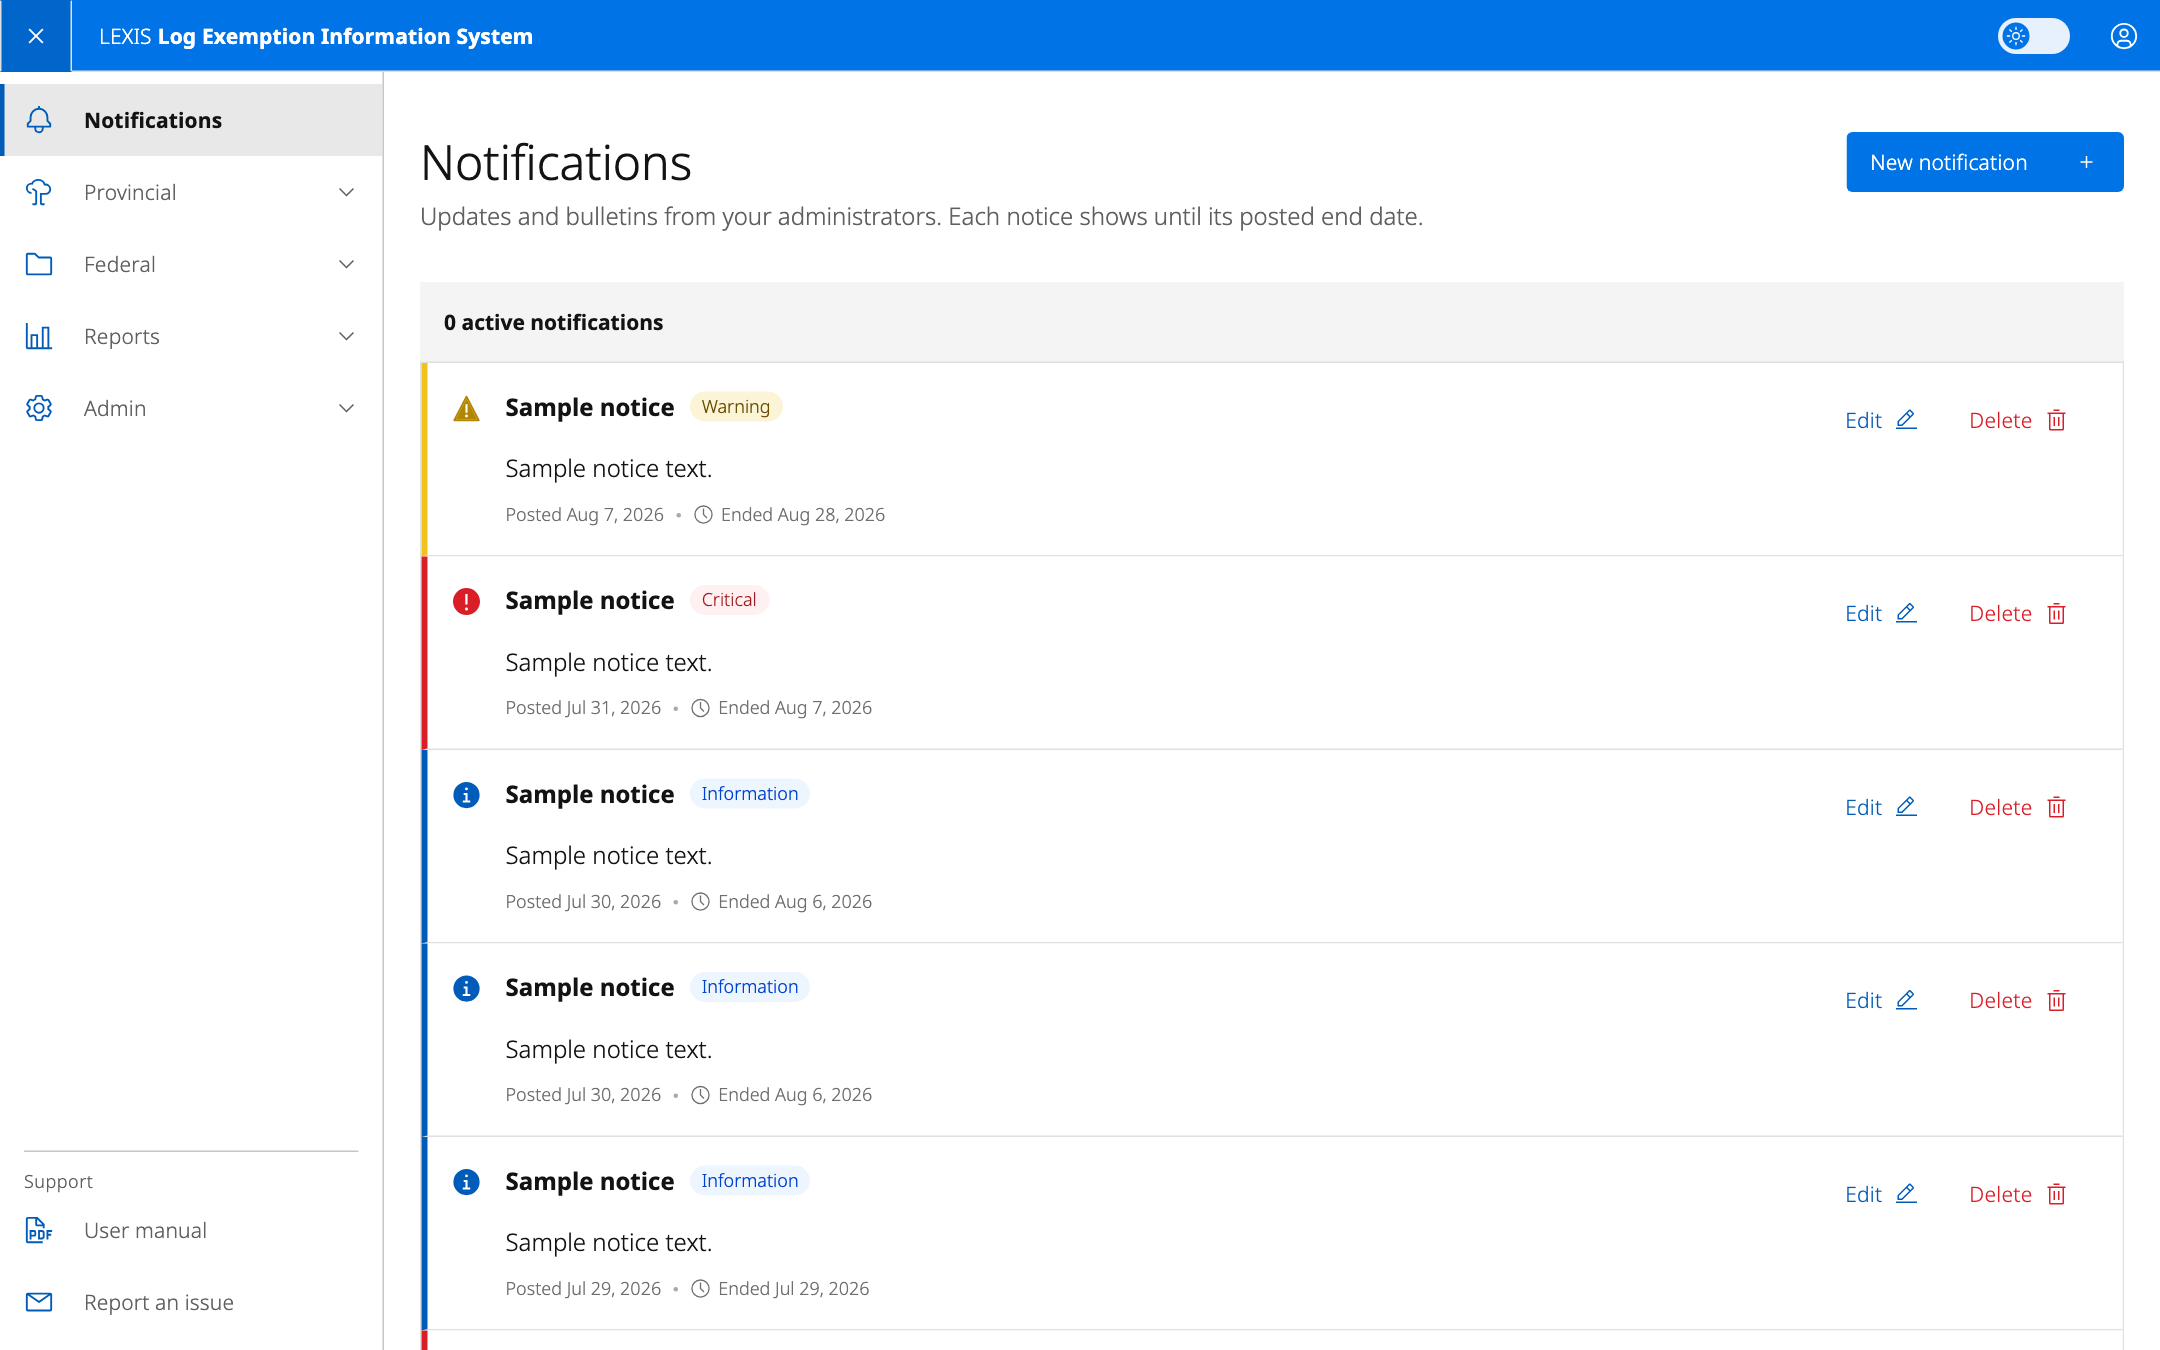 LEXIS Log Exemption Information System
Notifications
Provincial
Federal
Reports
Admin
Support
User manual
Report an issue
Notifications
New notification +
Updates and bulletins from your administrators. Each notice shows until its posted end date.
0 active notifications
Sample notice Warning
Edit Delete
Sample notice text.
Posted Aug 7, 2026 • Ended Aug 28, 2026
Sample notice Critical
Edit Delete
Sample notice text.
Posted Jul 31, 2026 • Ended Aug 7, 2026
Sample notice Information
Edit Delete
Sample notice text.
Posted Jul 30, 2026 • Ended Aug 6, 2026
Sample notice Information
Edit Delete
Sample notice text.
Posted Jul 30, 2026 • Ended Aug 6, 2026
Sample notice Information
Edit Delete
Sample notice text.
Posted Jul 29, 2026 • Ended Jul 29, 2026